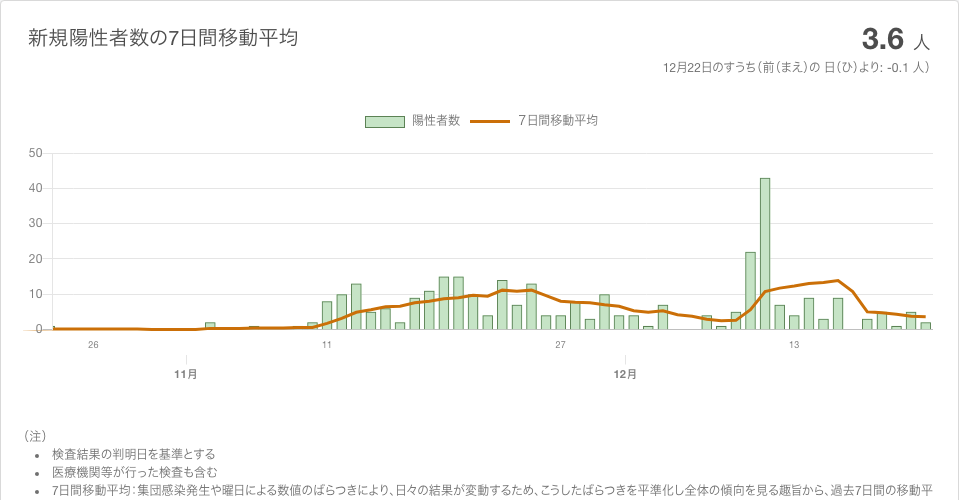 新規陽性者数の7日間移動平均
3.6 人
12月22日のすうち（前（まえ）の 日（ひ）より: -0.1 人）
陽性者数 7日間移動平均
50
40
30
20
10
0
26 11 27 13
11月 12月
（注）
• 検査結果の判明日を基準とする
• 医療機関等が行った検査も含む
• 7日間移動平均：集団感染発生や曜日による数値のばらつきにより、日々の結果が変動するため、こうしたばらつきを平準化し全体の傾向を見る趣旨から、過去7日間の移動平